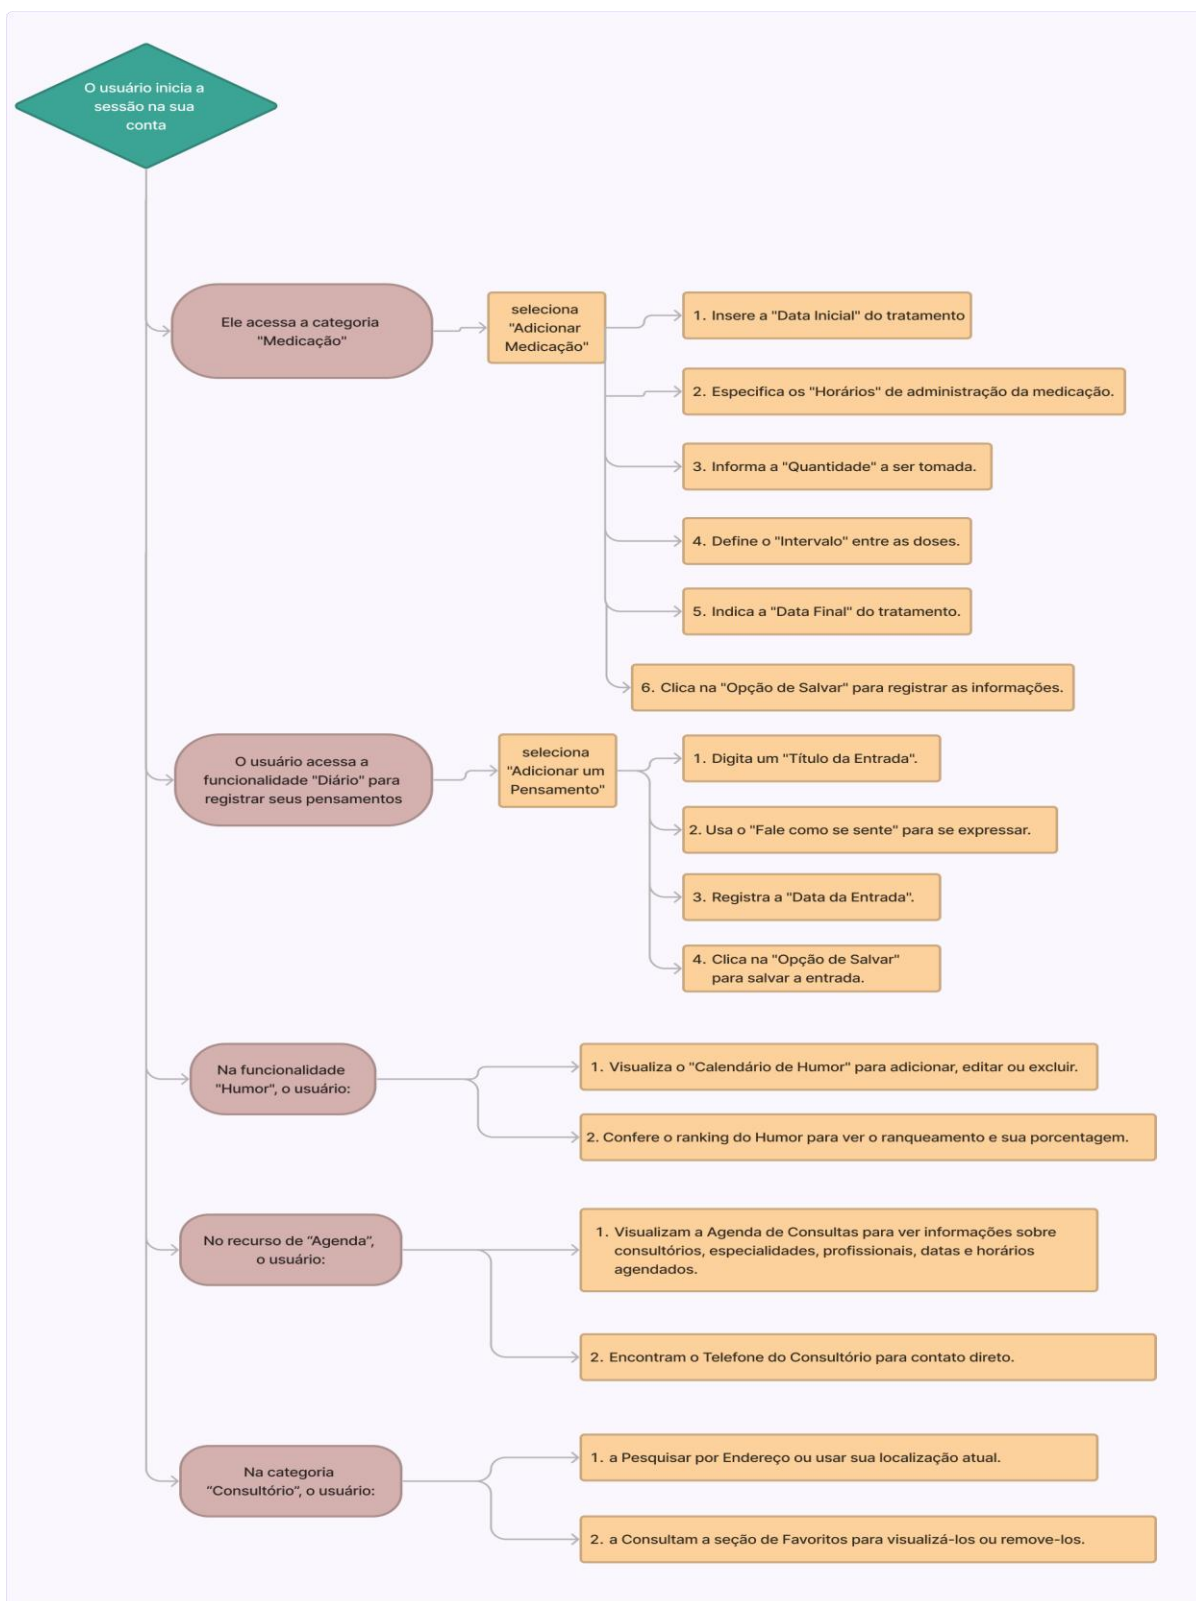 O usuário inicia a
sessão na sua
conta
Ele acessa a categoria
"Medicação"
seleciona
"Adicionar
Medicação"
1. Insere a "Data Inicial" do tratamento
2. Especifica os "Horários" de administração da medicação.
3. Informa a "Quantidade" a ser tomada.
4. Define o "Intervalo" entre as doses.
5. Indica a "Data Final" do tratamento.
6. Clica na "Opção de Salvar" para registrar as informações.
O usuário acessa a
funcionalidade "Diário" para
registrar seus pensamentos
seleciona
"Adicionar um
Pensamento"
1. Digita um "Título da Entrada".
2. Usa o "Fale como se sente" para se expressar.
3. Registra a "Data da Entrada".
4. Clica na "Opção de Salvar"
para salvar a entrada.
Na funcionalidade
"Humor", o usuário:
1. Visualiza o "Calendário de Humor" para adicionar, editar ou excluir.
2. Confere o ranking do Humor para ver o ranqueamento e sua porcentagem.
No recurso de “Agenda”,
o usuário:
1. Visualizam a Agenda de Consultas para ver informações sobre
consultórios, especialidades, profissionais, datas e horários
agendados.
2. Encontram o Telefone do Consultório para contato direto.
Na categoria
“Consultório”, o usuário:
1. a Pesquisar por Endereço ou usar sua localização atual.
2. a Consultam a seção de Favoritos para visualizá-los ou remove-los.